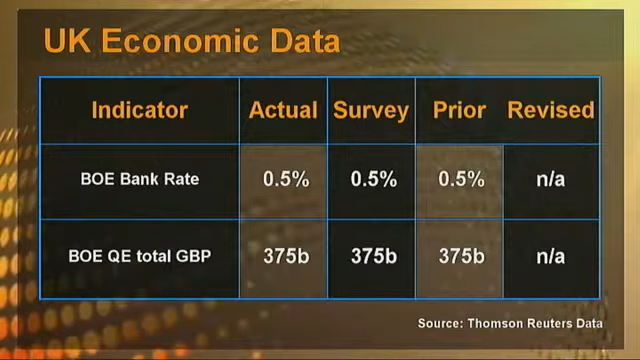 UK Economic Data
Indicator Actual Survey Prior Revised
BOE Bank Rate 0.5% 0.5% 0.5% n/a
BOE QE total GBP 375b 375b 375b n/a
Source: Thomson Reuters Data